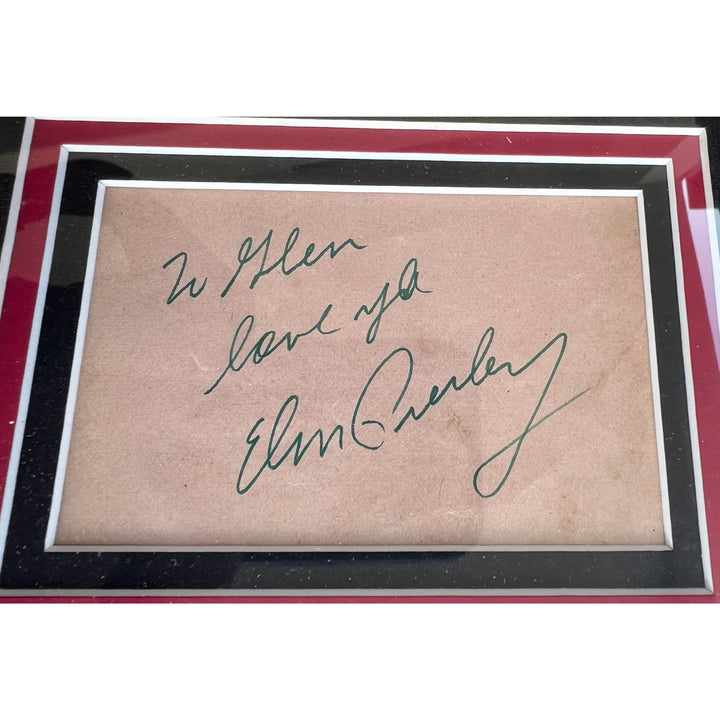 To Glen
love ya
Elvis Presley